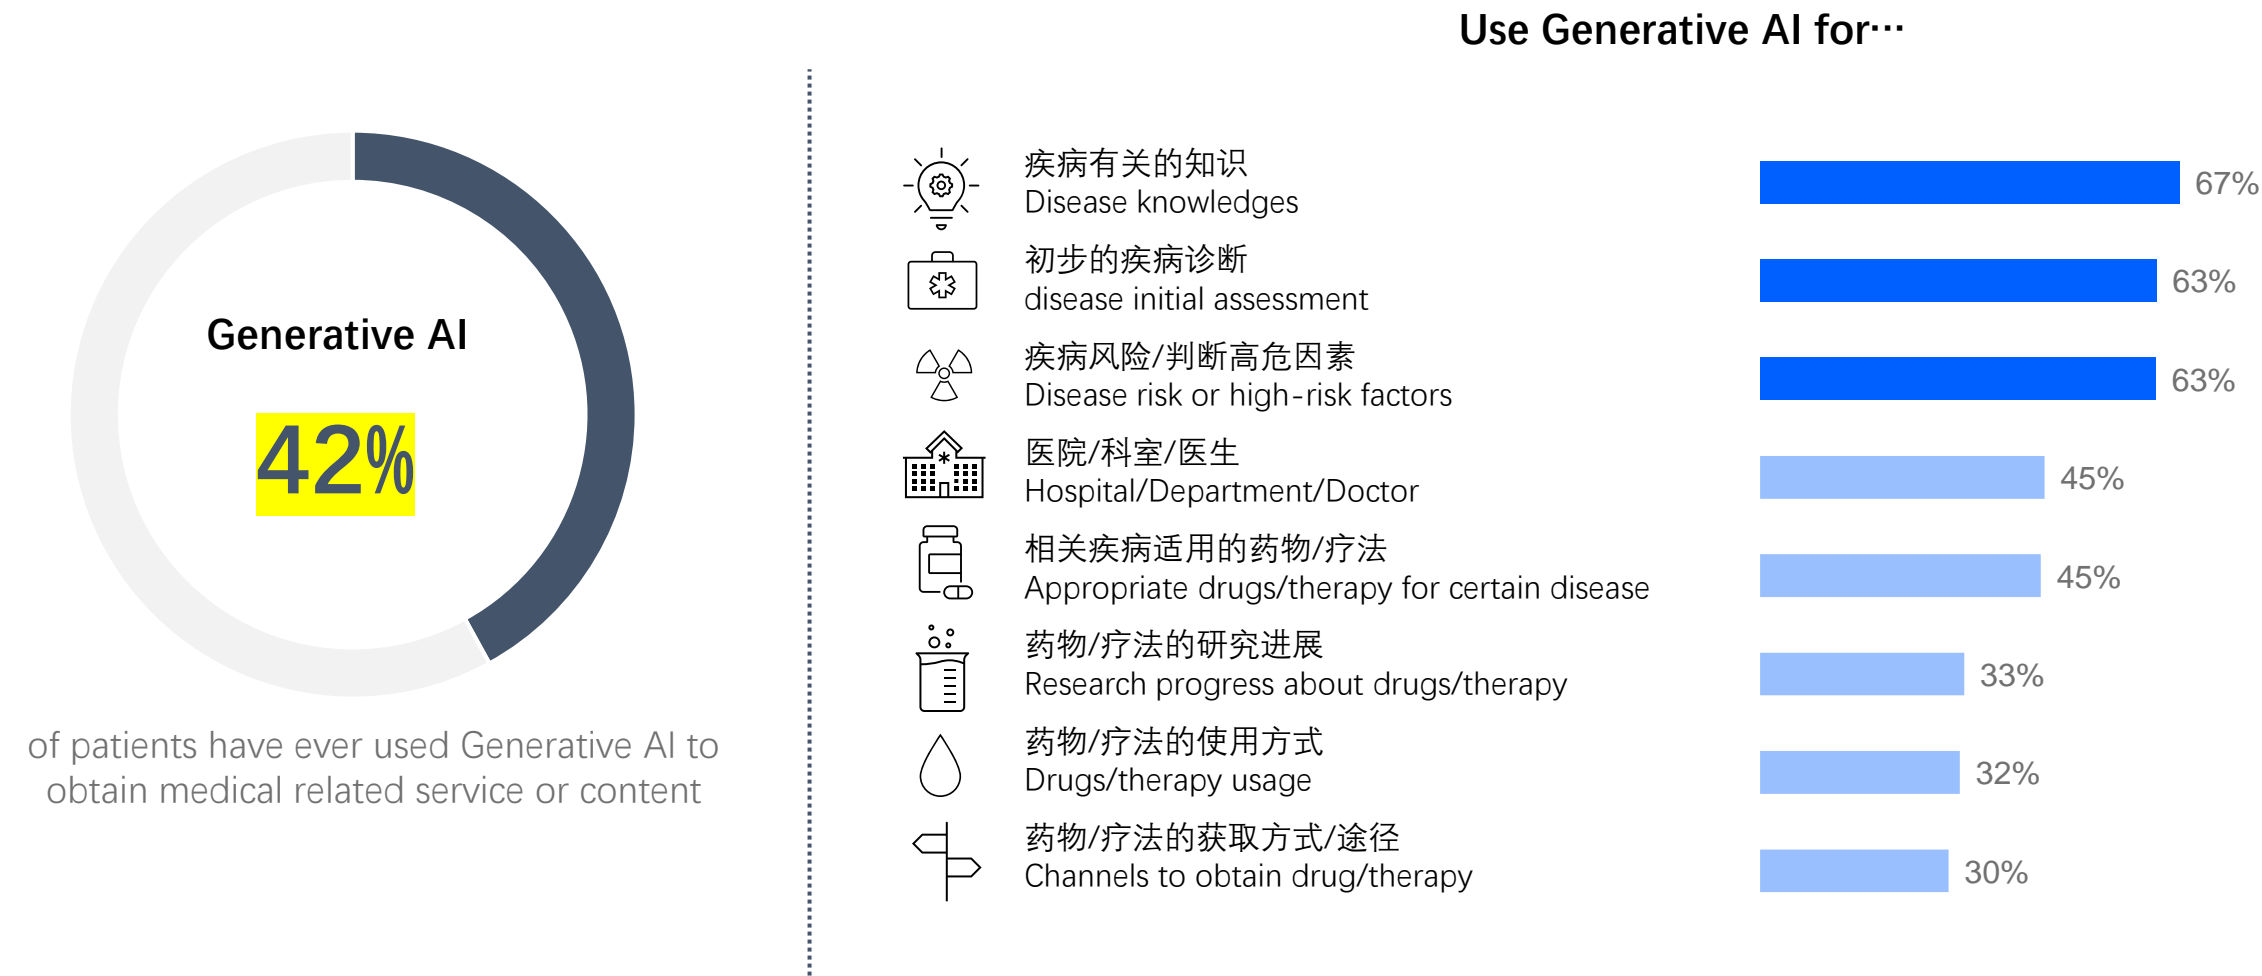 Use Generative AI for…
Generative AI
42%
of patients have ever used Generative AI to
obtain medical related service or content
疾病有关的知识
Disease knowledges
67%
初步的疾病诊断
disease initial assessment
63%
疾病风险/判断高危因素
Disease risk or high-risk factors
63%
医院/科室/医生
Hospital/Department/Doctor
45%
相关疾病适用的药物/疗法
Appropriate drugs/therapy for certain disease
45%
药物/疗法的研究进展
Research progress about drugs/therapy
33%
药物/疗法的使用方式
Drugs/therapy usage
32%
药物/疗法的获取方式/途径
Channels to obtain drug/therapy
30%